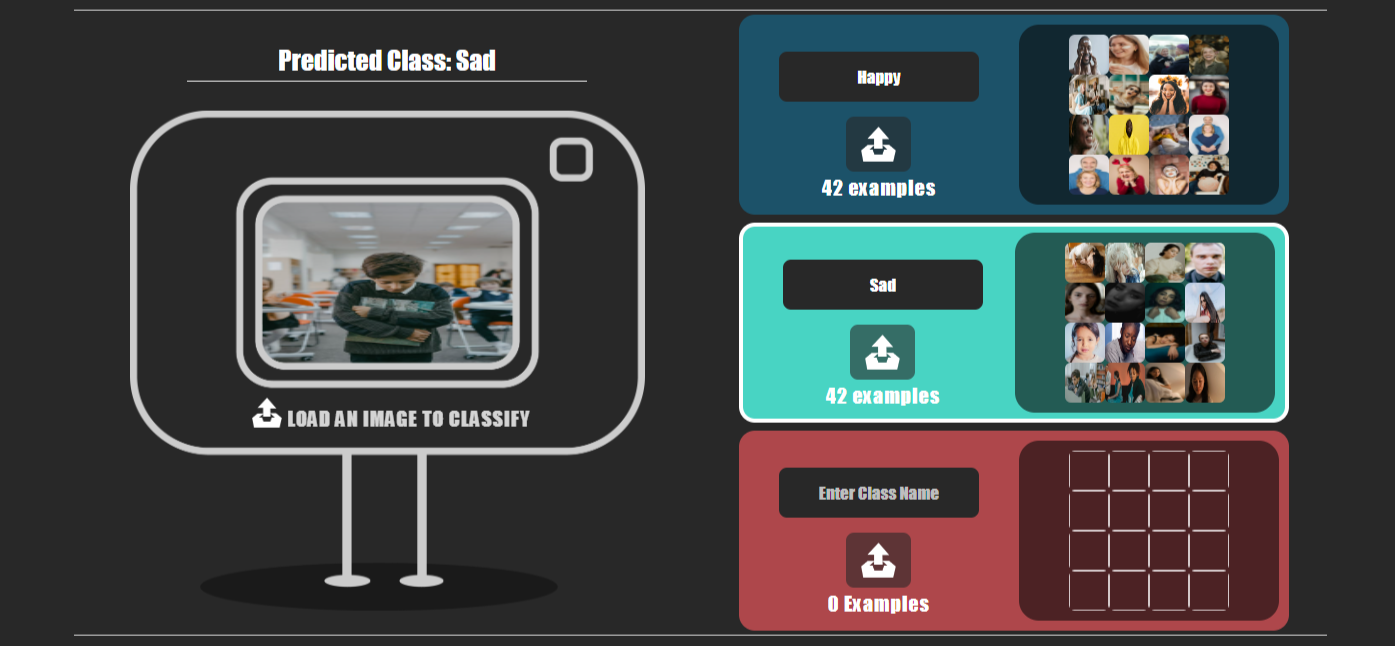 Predicted Class: Sad
LOAD AN IMAGE TO CLASSIFY
Happy
42 examples
Sad
42 examples
Enter Class Name
0 Examples